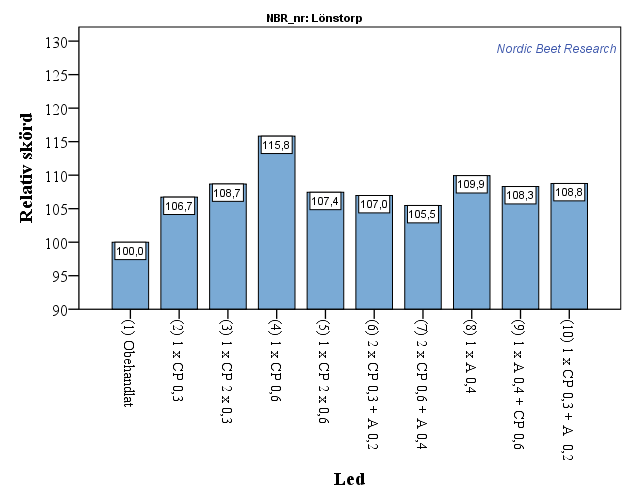 NBR_nr: Lönstorp
Nordic Beet Research
Relativ skörd
130
125
120
115
110
105
100
95
90
100,0
106,7
108,7
115,8
107,4
107,0
105,5
109,9
108,3
108,8
(1) Obehandlat
(2) 1 x CP 0,3
(3) 1 x CP 2 x 0,3
(4) 1 x CP 0,6
(5) 1 x CP 2 x 0,6
(6) 2 x CP 0,3 + A 0,2
(7) 2 x CP 0,6 + A 0,4
(8) 1 x A 0,4
(9) 1 x A 0,4 + CP 0,6
(10) 1 x CP 0,3 + A 0,2
Led